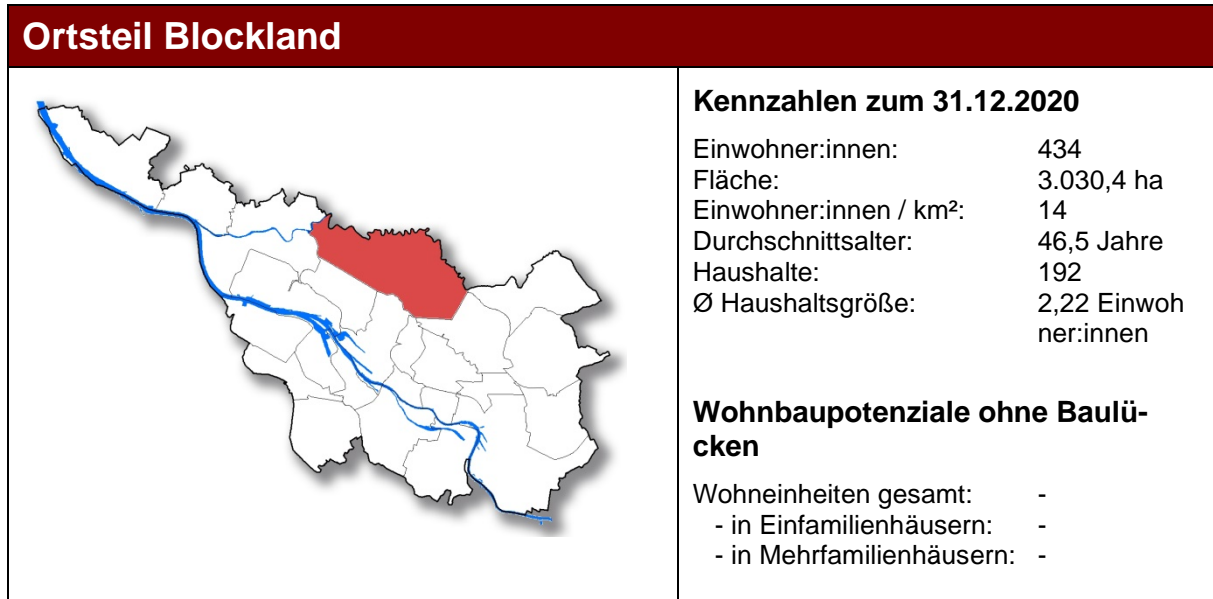 Ortsteil Blockland
Kennzahlen zum 31.12.2020
Einwohner:innen: 434
Fläche: 3.030,4 ha
Einwohner:innen / km²: 14
Durchschnittsalter: 46,5 Jahre
Haushalte: 192
Ø Haushaltsgröße: 2,22 Einwoh
ner:innen
Wohnbaupotenziale ohne Baulü-
cken
Wohneinheiten gesamt: -
- in Einfamilienhäusern: -
- in Mehrfamilienhäusern: -